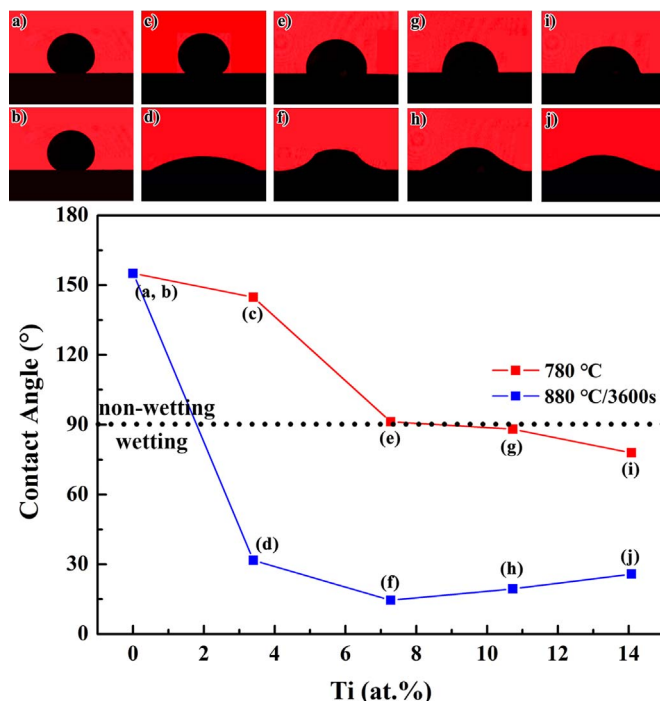 a) c) e) g) i)
b) d) f) h) j)
180
150
120
90
60
30
0
Contact Angle (°)
(a, b)
(c)
780 °C
880 °C/3600s
non-wetting
wetting
(e)
(g)
(i)
(d)
(f)
(h)
(j)
0 2 4 6 8 10 12 14
Ti (at.%)